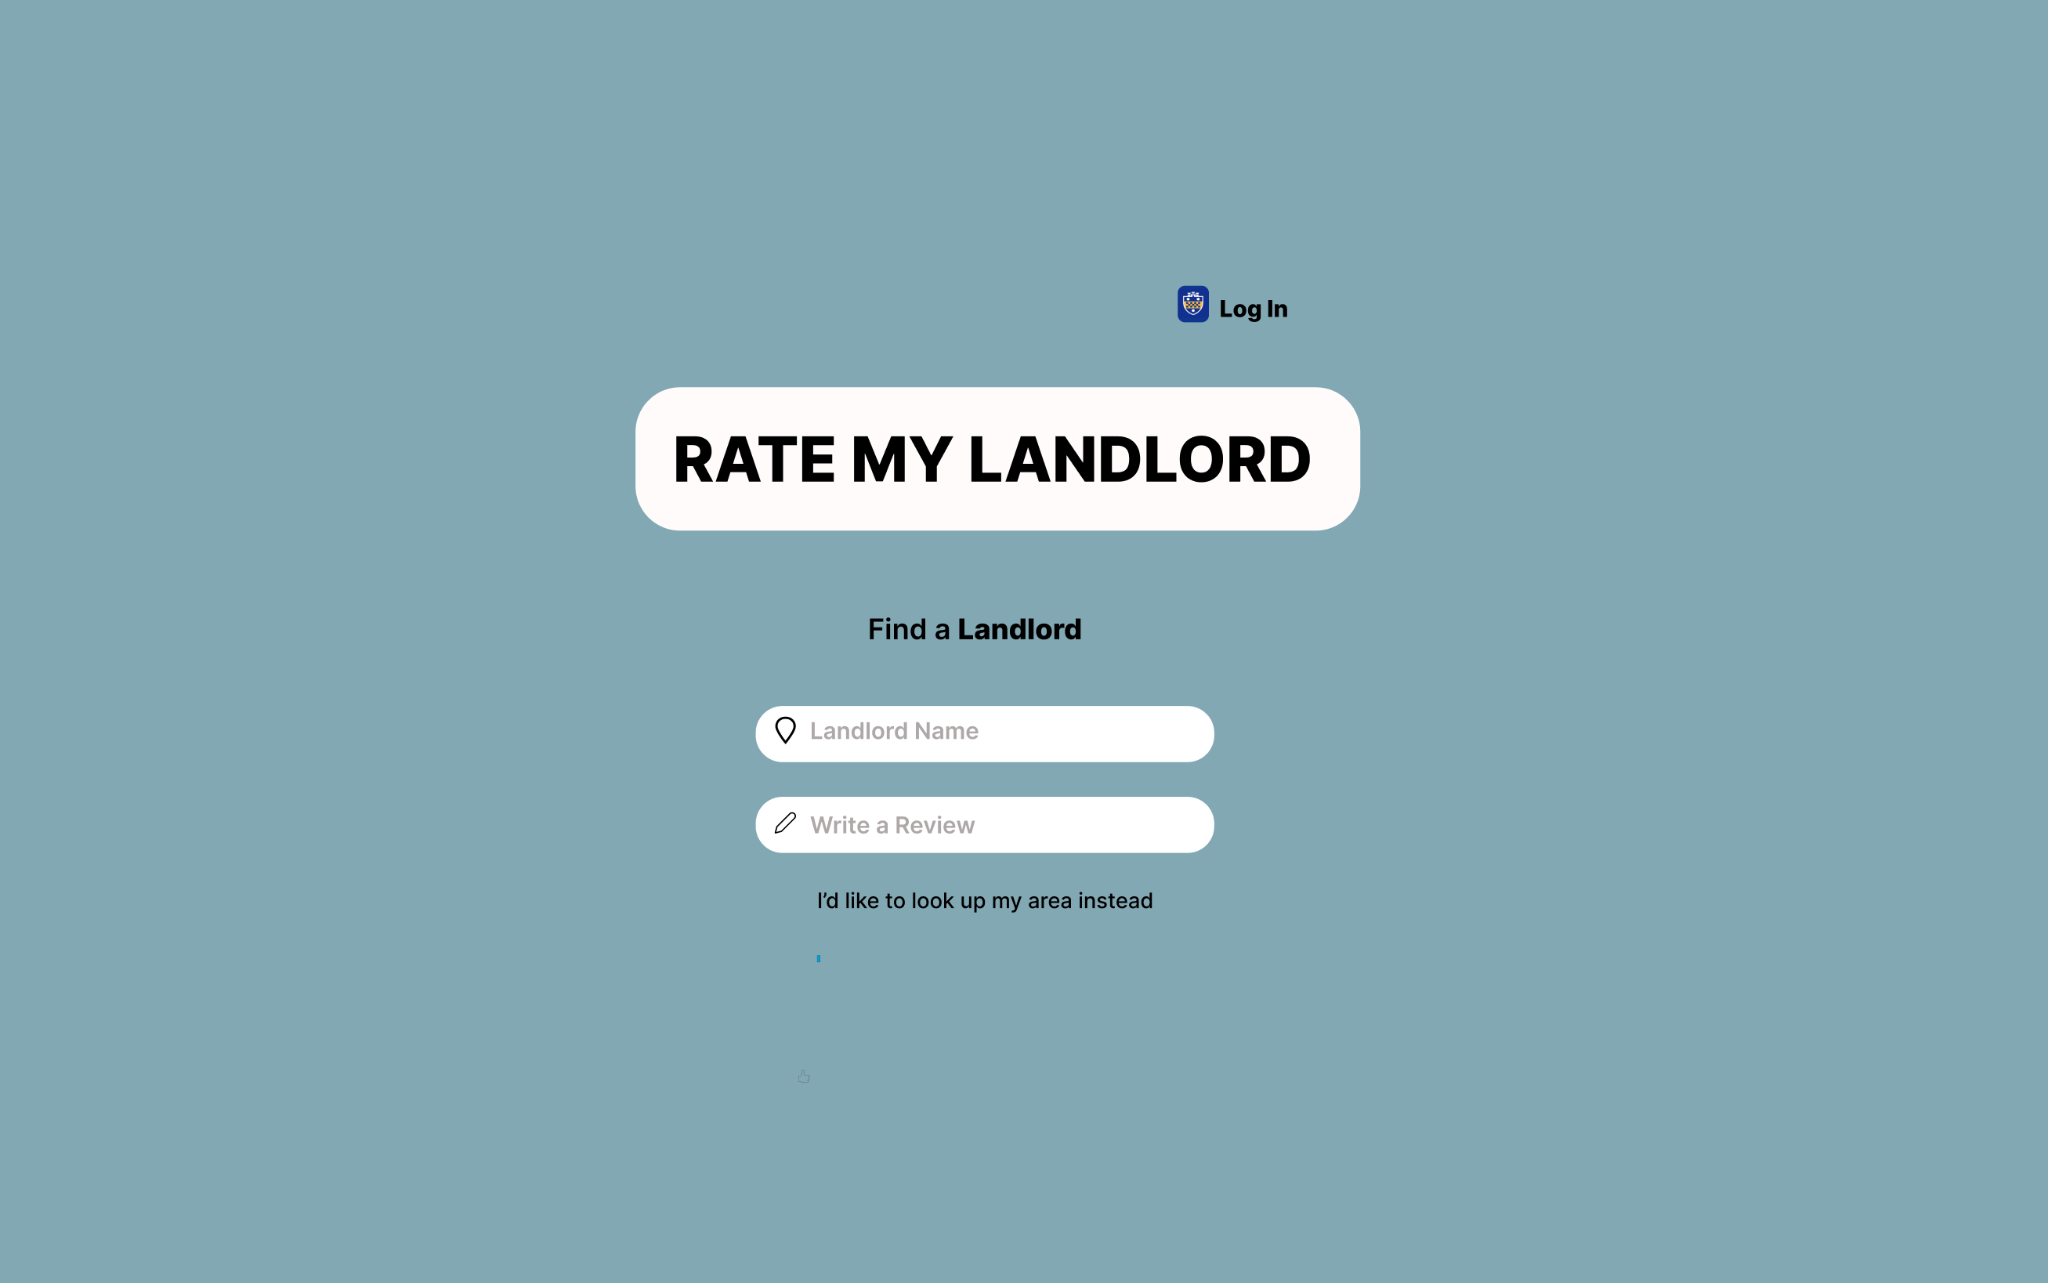 Log In
RATE MY LANDLORD
Find a Landlord
Landlord Name
Write a Review
I’d like to look up my area instead